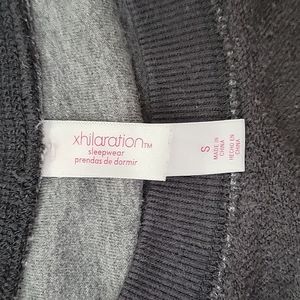 xhilaration™
sleepwear
prendas de dormir
S
MADE IN
CHINA
HECHO EN
CHINA